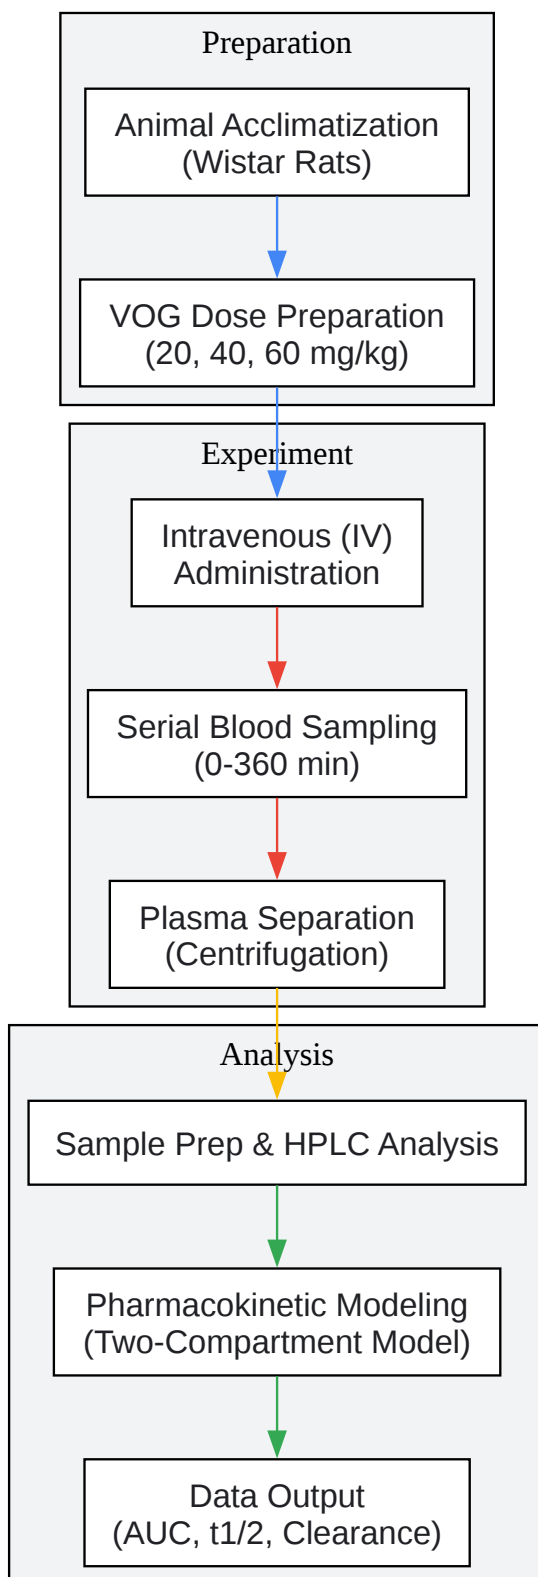 Preparation
Animal Acclimatization
(Wistar Rats)
VOG Dose Preparation
(20, 40, 60 mg/kg)
Experiment
Intravenous (IV)
Administration
Serial Blood Sampling
(0-360 min)
Plasma Separation
(Centrifugation)
Analysis
Sample Prep & HPLC Analysis
Pharmacokinetic Modeling
(Two-Compartment Model)
Data Output
(AUC, t1/2, Clearance)